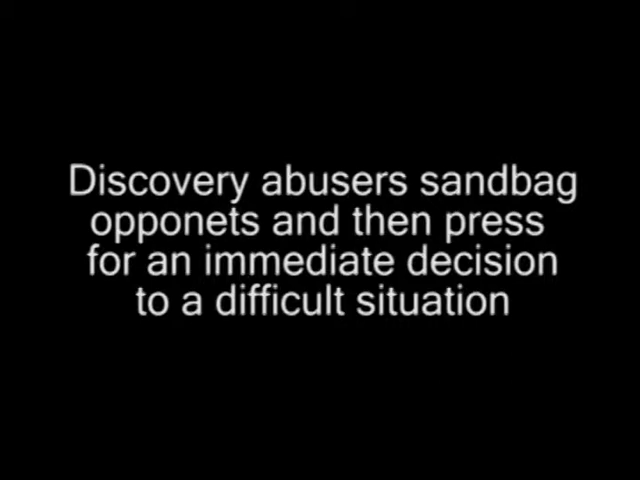 Discovery abusers sandbag
opponets and then press
for an immediate decision
to a difficult situation